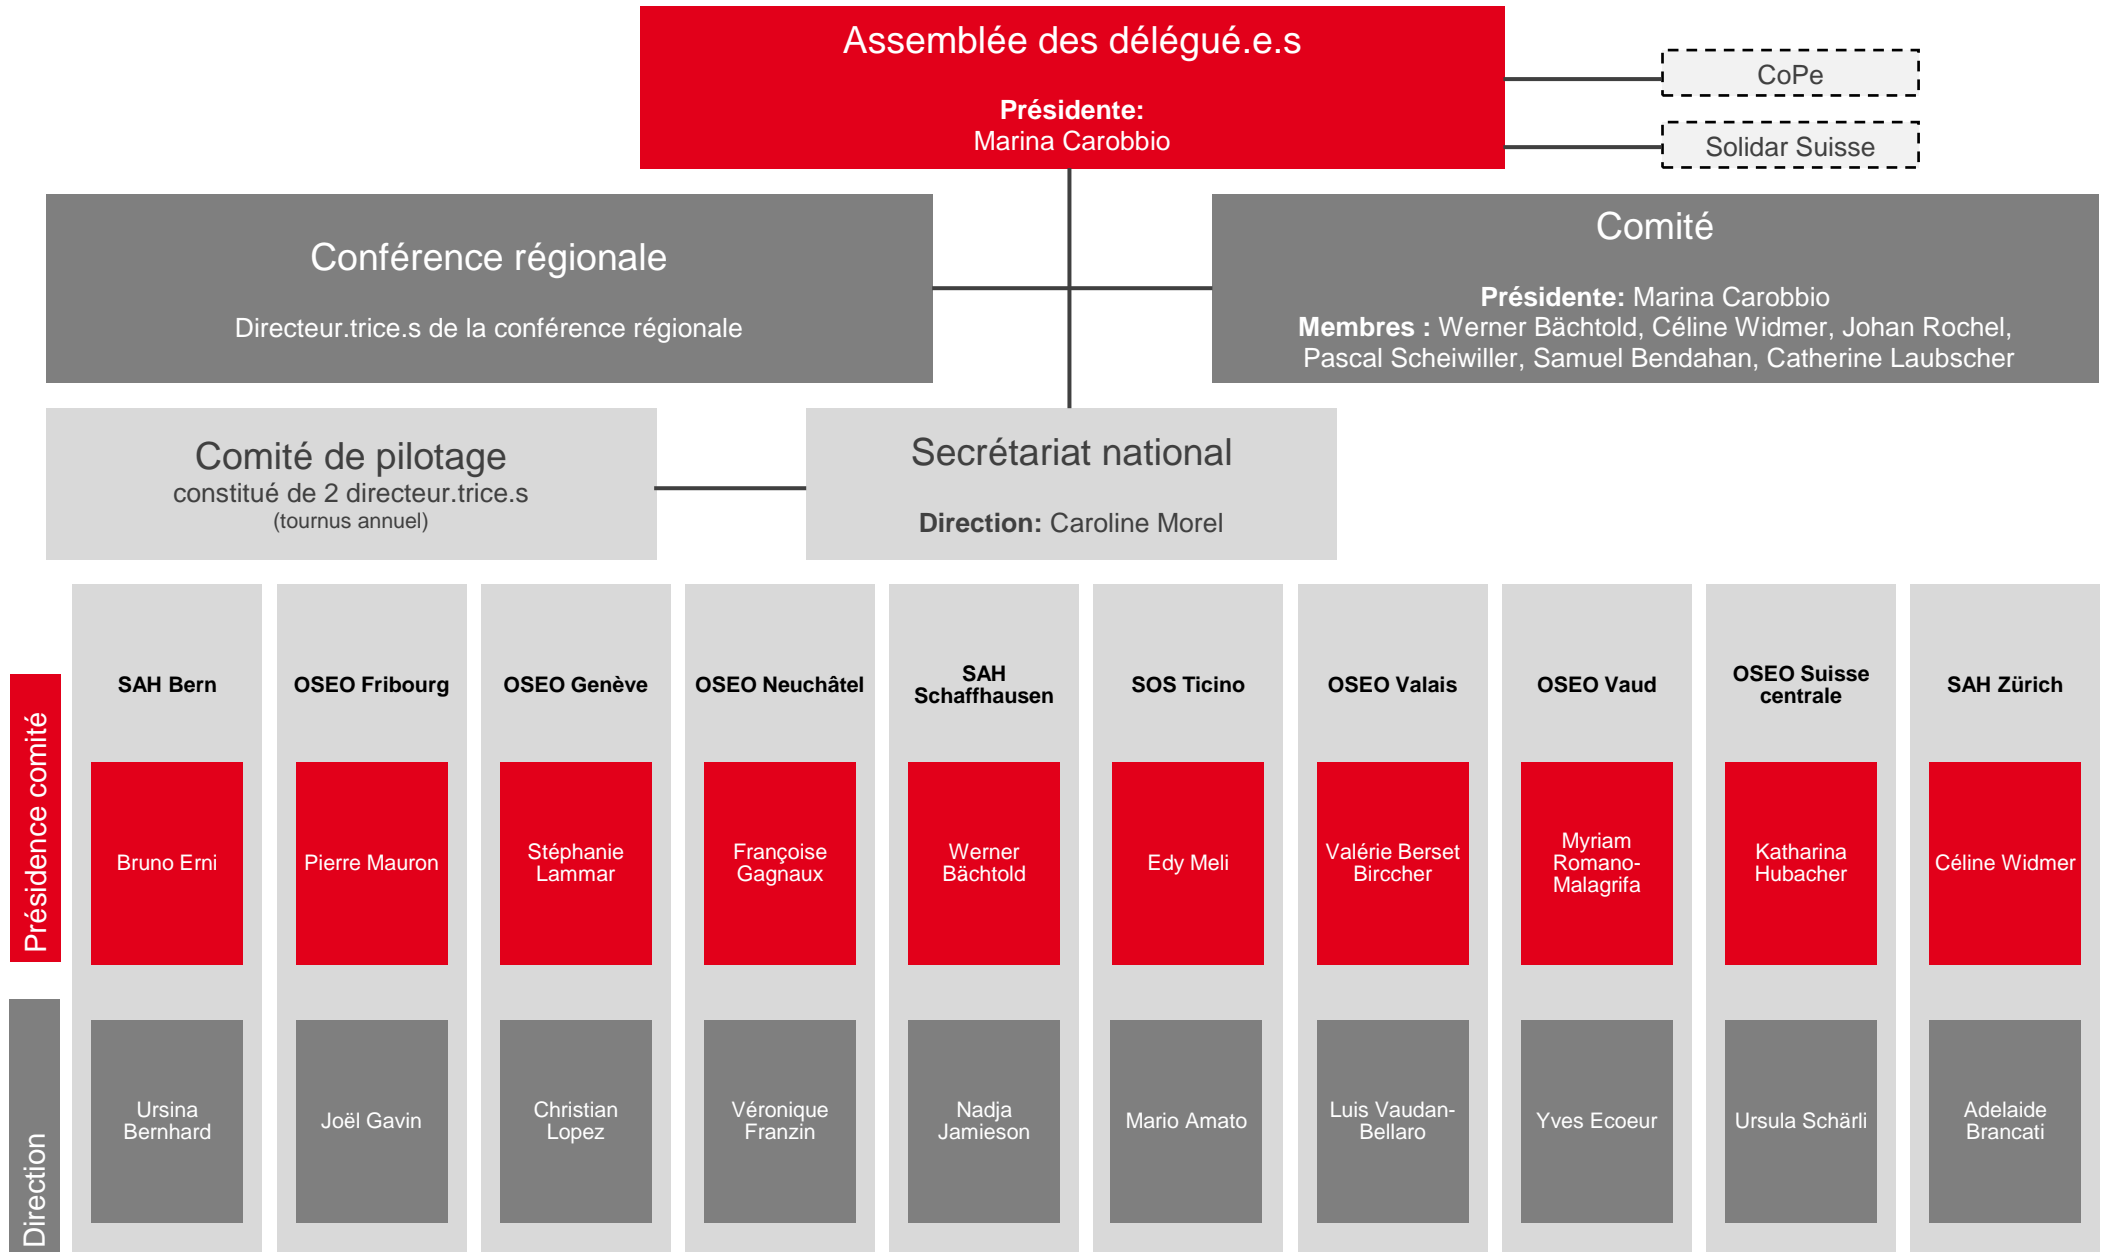 Assemblée des délégué.e.s
Présidente:
Marina Carobbio
CoPe
Solidar Suisse
Conférence régionale
Directeur.trice.s de la conférence régionale
Comité
Présidente: Marina Carobbio
Membres : Werner Bächtold, Céline Widmer, Johan Rochel,
Pascal Scheiwiller, Samuel Bendahan, Catherine Laubscher
Comité de pilotage
constitué de 2 directeur.trice.s
(tournus annuel)
Secrétariat national
Direction: Caroline Morel
SAH Bern
OSEO Fribourg
OSEO Genève
OSEO Neuchâtel
SAH
Schaffhausen
SOS Ticino
OSEO Valais
OSEO Vaud
OSEO Suisse
centrale
SAH Zürich
Présidence comité
Bruno Erni
Pierre Mauron
Stéphanie
Lammar
Françoise
Gagnaux
Werner
Bächtold
Edy Meli
Valérie Berset
Birccher
Myriam
Romano-
Malagrifa
Katharina
Hubacher
Céline Widmer
Direction
Ursina
Bernhard
Joël Gavin
Christian
Lopez
Véronique
Franzin
Nadja
Jamieson
Mario Amato
Luis Vaudan-
Bellaro
Yves Ecoeur
Ursula Schärli
Adelaide
Brancati